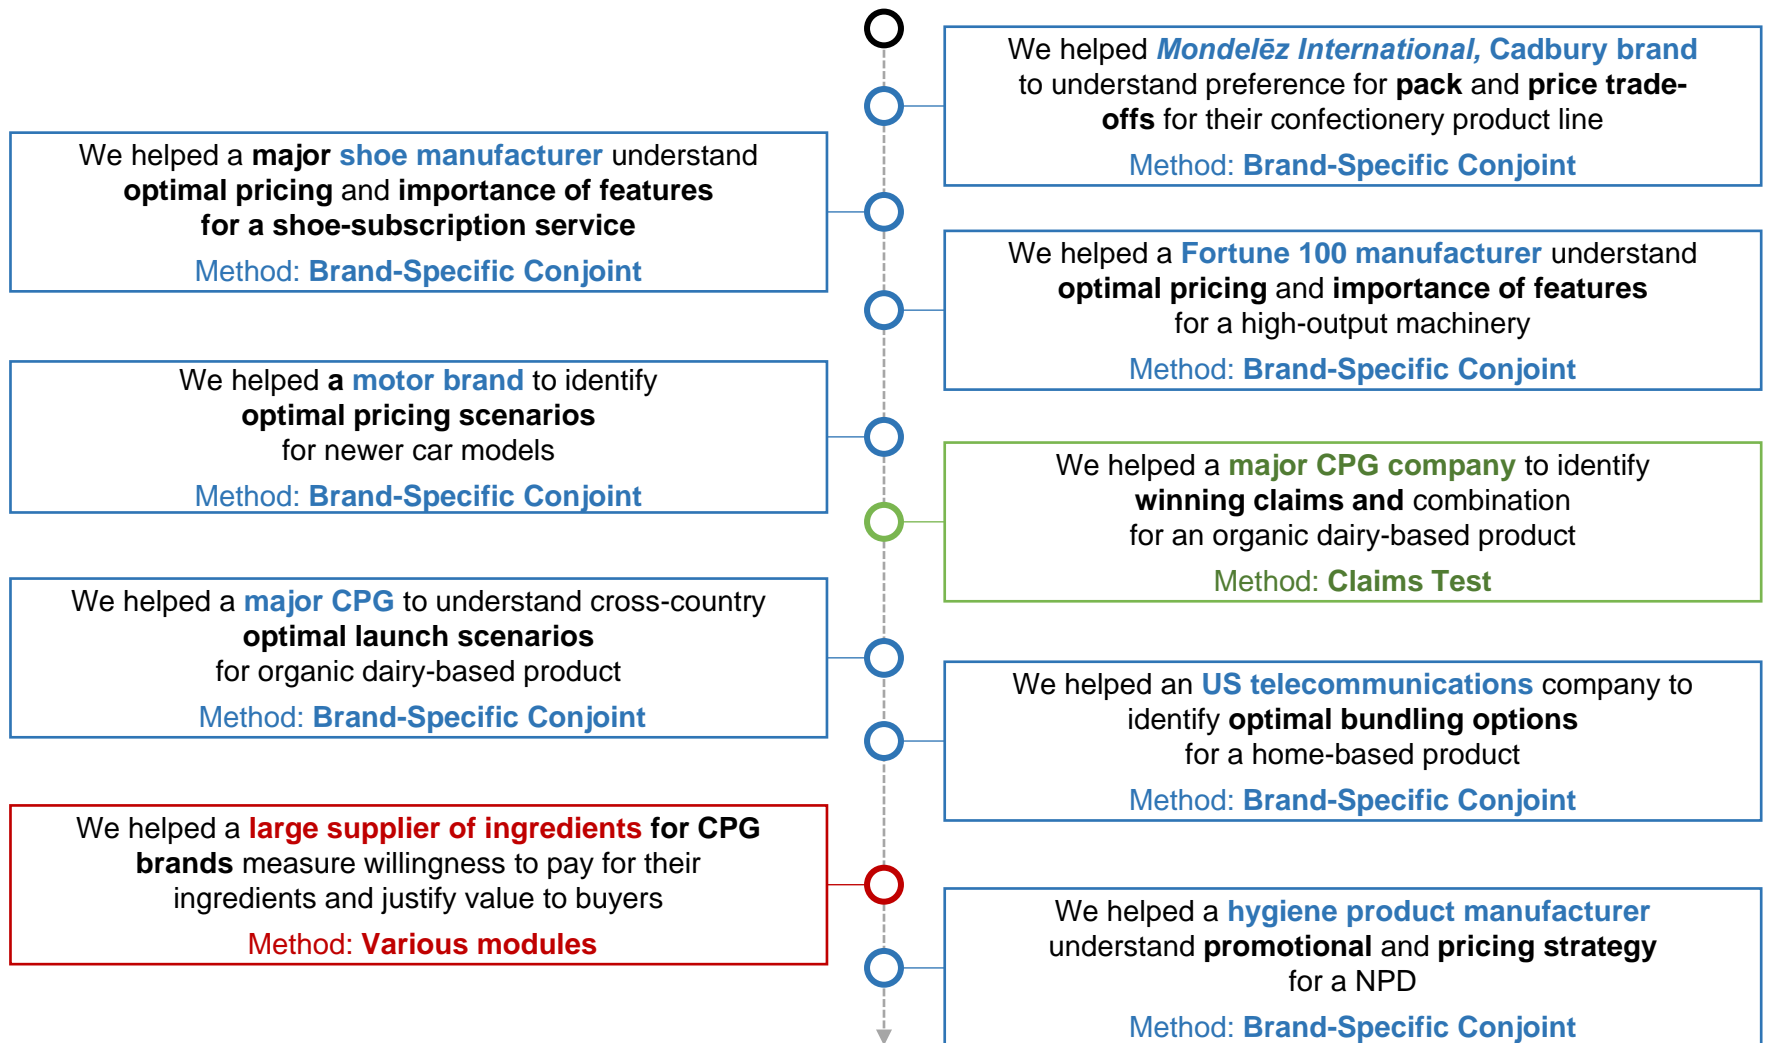 We helped Mondelēz International, Cadbury brand
to understand preference for pack and price trade-
offs for their confectionery product line
Method: Brand-Specific Conjoint
We helped a major shoe manufacturer understand
optimal pricing and importance of features
for a shoe-subscription service
Method: Brand-Specific Conjoint
We helped a Fortune 100 manufacturer understand
optimal pricing and importance of features
for a high-output machinery
Method: Brand-Specific Conjoint
We helped a motor brand to identify
optimal pricing scenarios
for newer car models
Method: Brand-Specific Conjoint
We helped a major CPG company to identify
winning claims and combination
for an organic dairy-based product
Method: Claims Test
We helped a major CPG to understand cross-country
optimal launch scenarios
for organic dairy-based product
Method: Brand-Specific Conjoint
We helped an US telecommunications company to
identify optimal bundling options
for a home-based product
Method: Brand-Specific Conjoint
We helped a large supplier of ingredients for CPG
brands measure willingness to pay for their
ingredients and justify value to buyers
Method: Various modules
We helped a hygiene product manufacturer
understand promotional and pricing strategy
for a NPD
Method: Brand-Specific Conjoint